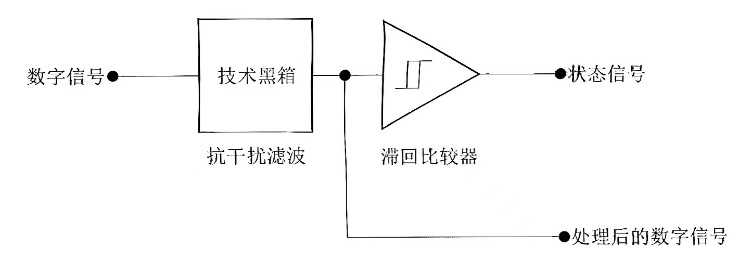 数字信号
技术黑箱
抗干扰滤波
滞回比较器
状态信号
处理后的数字信号